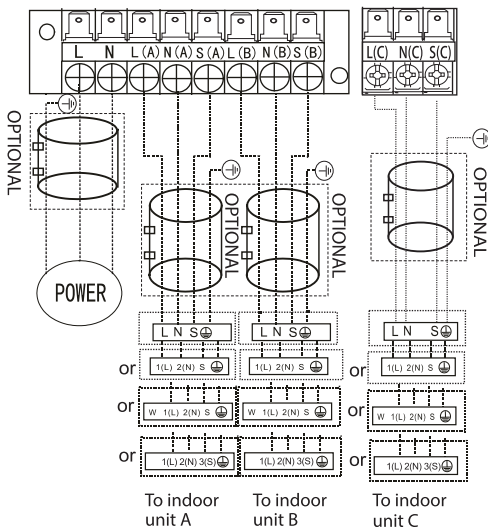 L N L(A) N(A) S(A) L(B) N(B) S(B)
L(C) N(C) S(C)
OPTIONAL
OPTIONAL
OPTIONAL
OPTIONAL
POWER
L N S
L N S
L N S
or
1(L) 2(N) S
1(L) 2(N) S
or
1(L) 2(N) S
or
W 1(L) 2(N) S
W 1(L) 2(N) S
or
W 1(L) 2(N) S
or
1(L) 2(N) 3(S)
1(L) 2(N) 3(S)
or
1(L) 2(N) 3(S)
To indoor
unit A
To indoor
unit B
To indoor
unit C